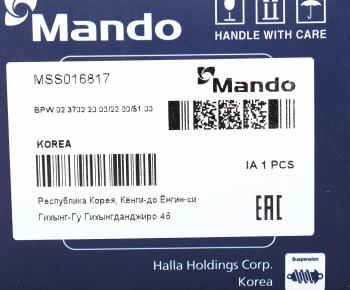 Mando
HANDLE WITH CARE
MSS016817
Mando
BPW 02.3702 20.00/22.00/51.00
KOREA
IA 1 PCS
Республика Корея, Кёнги-до Ёнгин-си
Гихынг-Гу Гихынгданджиро 46
EAC
Halla Holdings Corp.
Korea
Suspension